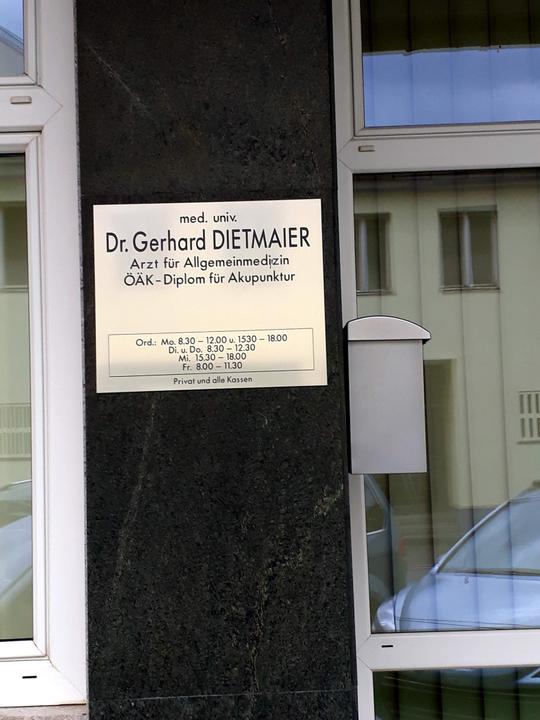 med. univ.
Dr. Gerhard DIETMAIER
Arzt für Allgemeinmedizin
ÖÄK - Diplom für Akupunktur
Ord.: Mo. 8.30 - 12.00 u. 1530 - 18.00
Di. u. Do. 8.30 - 12.30
Mi. 15.30 - 18.00
Fr. 8.00 - 11.30
Privat und alle Kassen